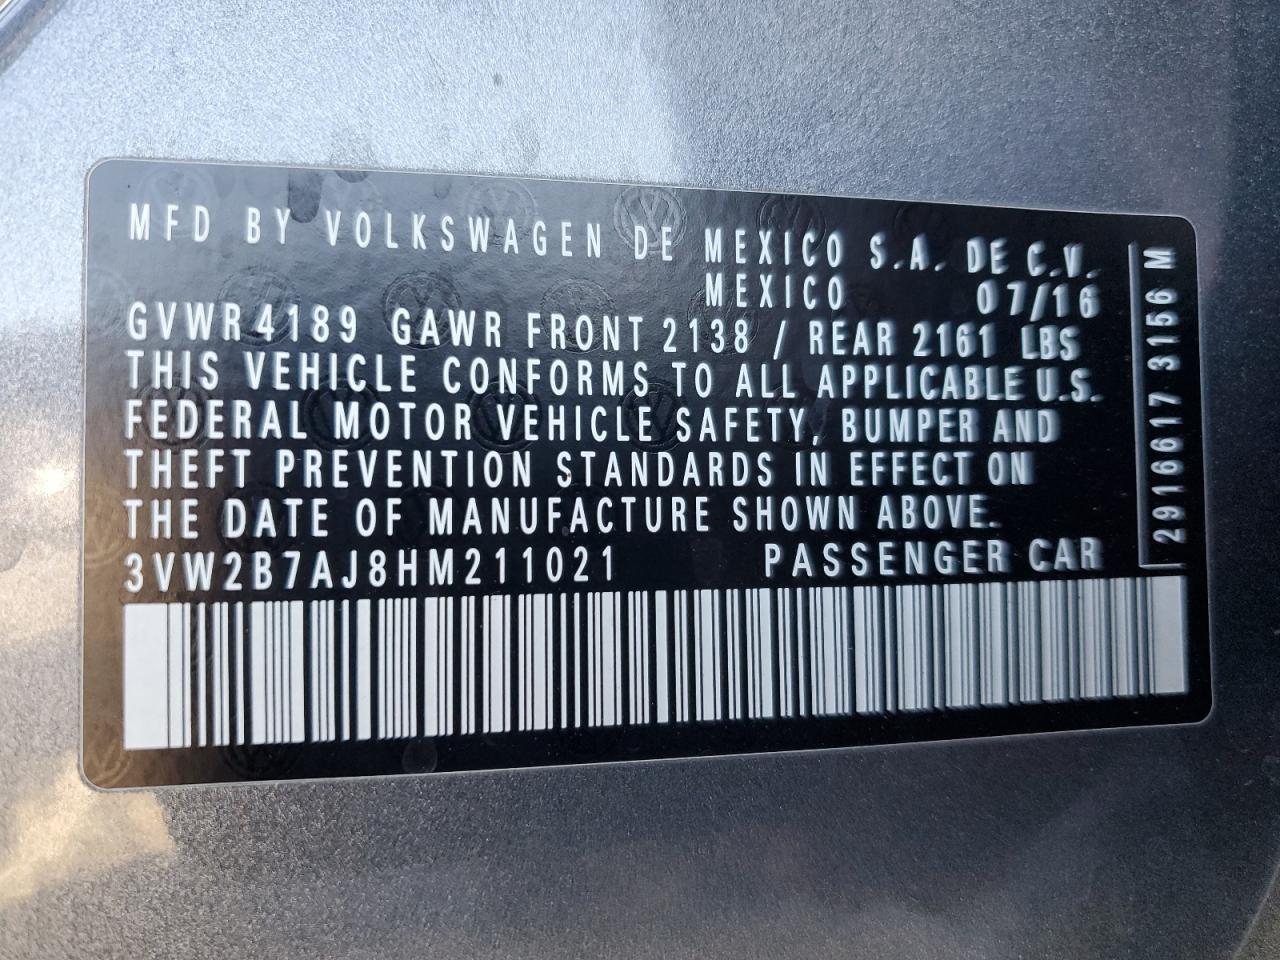 MFD BY VOLKSWAGEN DE MEXICO S.A. DE C.V.
MEXICO 07/16
GVWR 4189 GAWR FRONT 2138 / REAR 2161 LBS
THIS VEHICLE CONFORMS TO ALL APPLICABLE U.S.
FEDERAL MOTOR VEHICLE SAFETY, BUMPER AND
THEFT PREVENTION STANDARDS IN EFFECT ON
THE DATE OF MANUFACTURE SHOWN ABOVE.
3VW2B7AJ8HM211021 PASSENGER CAR
2916617 3156 M